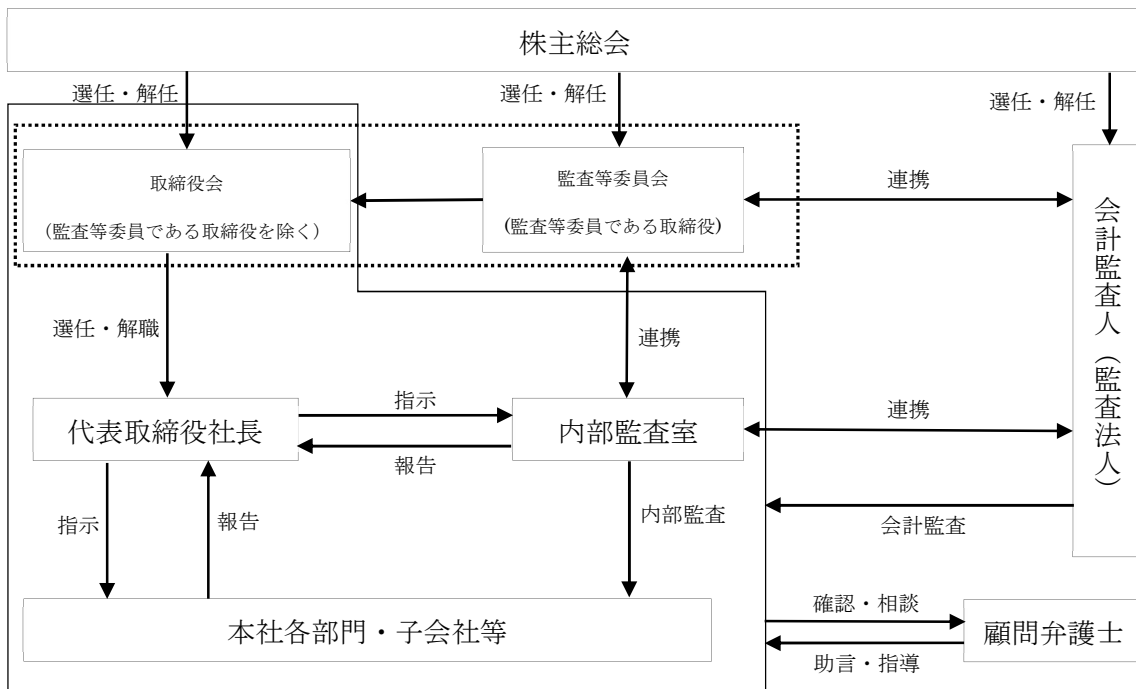 株主総会
選任・解任
選任・解任
選任・解任
取締役会
(監査等委員である取締役を除く)
監査等委員会
(監査等委員である取締役)
連携
会計監査人(監査法人)
選任・解職
連携
代表取締役社長
指示
報告
内部監査室
連携
指示
報告
内部監査
会計監査
本社各部門・子会社等
確認・相談
助言・指導
顧問弁護士